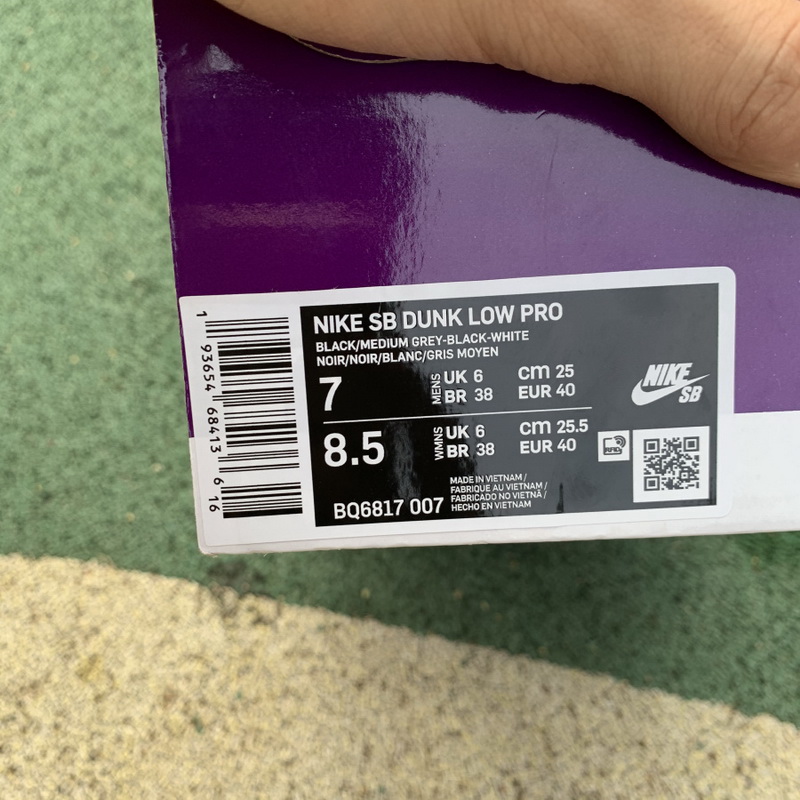 NIKE SB DUNK LOW PRO
BLACK/MEDIUM GREY-BLACK-WHITE
NOIR/NOIR/BLANC/GRIS MOYEN
7 MENS UK 6 CM 25
BR 38 EUR 40
8.5 WMNS UK 6 CM 25.5
BR 38 EUR 40
NIKE
SB
RFID
BQ6817 007
MADE IN VIETNAM /
FABRIQUE AU VIETNAM /
FABRICADO NO VIETNÃ /
HECHO EN VIETNAM
1 93654 68413 6 16